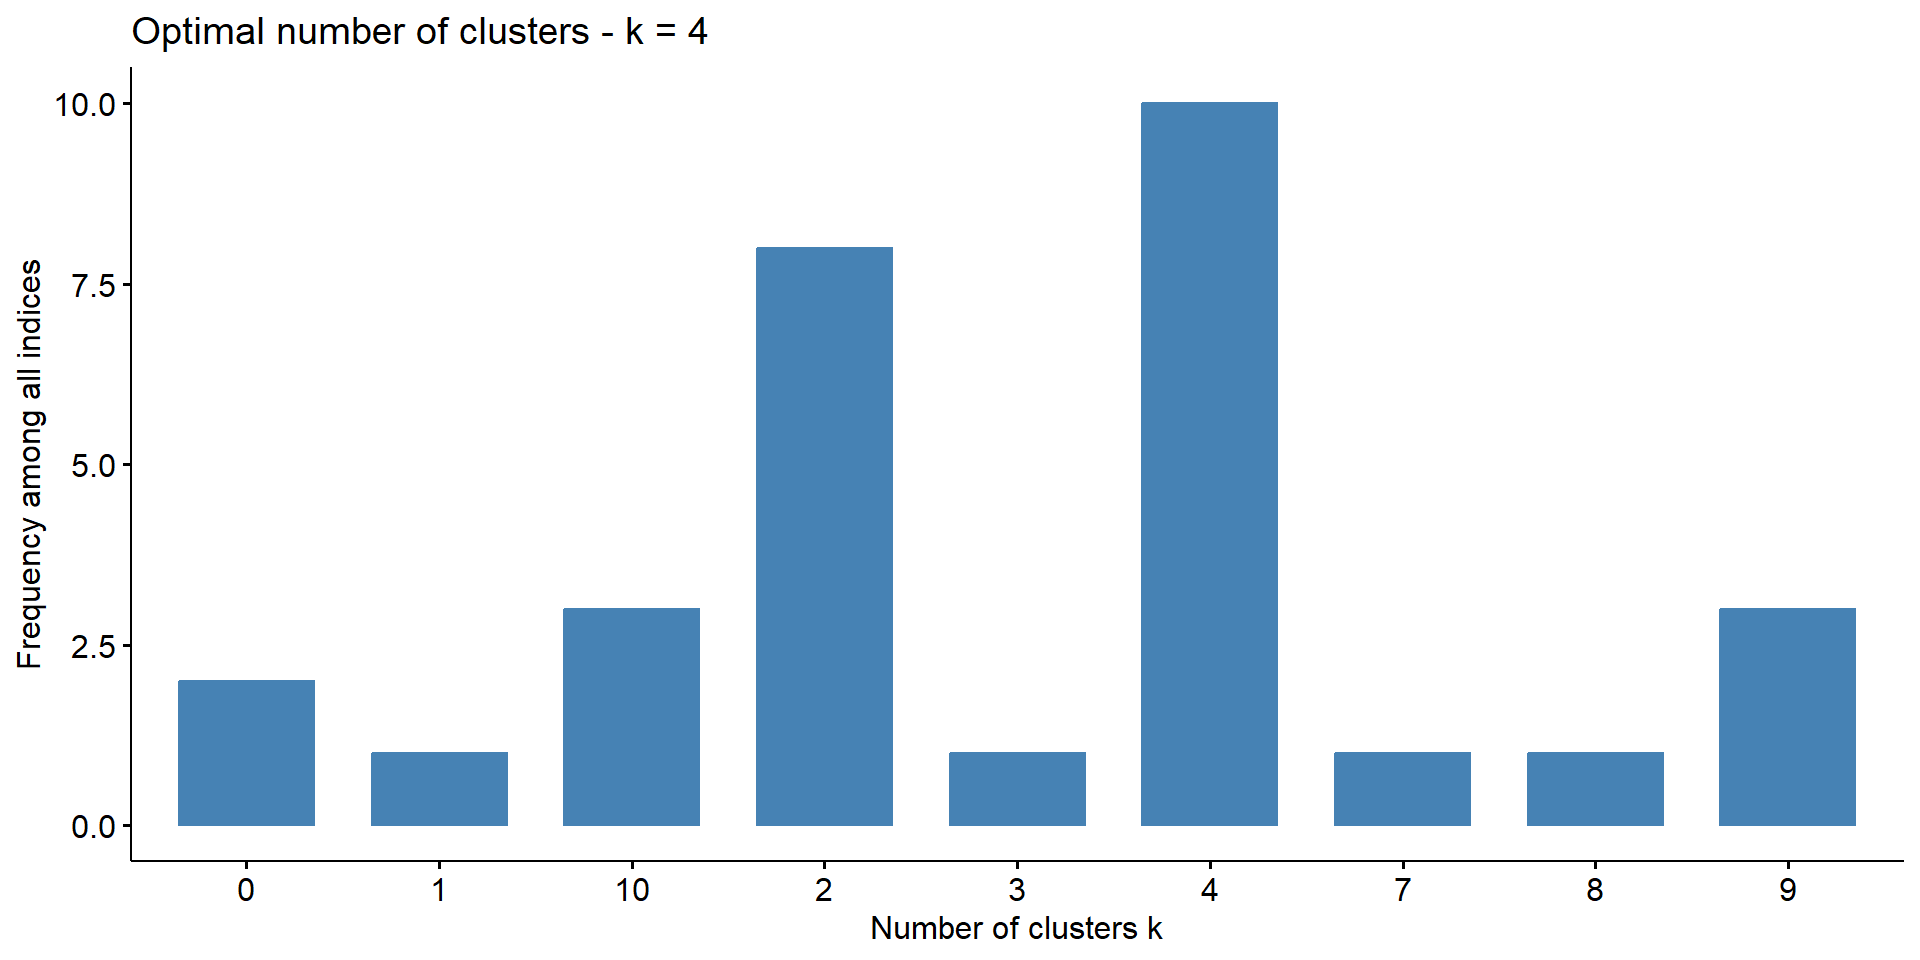 Optimal number of clusters - k = 4
Frequency among all indices
10.0
7.5
5.0
2.5
0.0
0 1 10 2 3 4 7 8 9
Number of clusters k